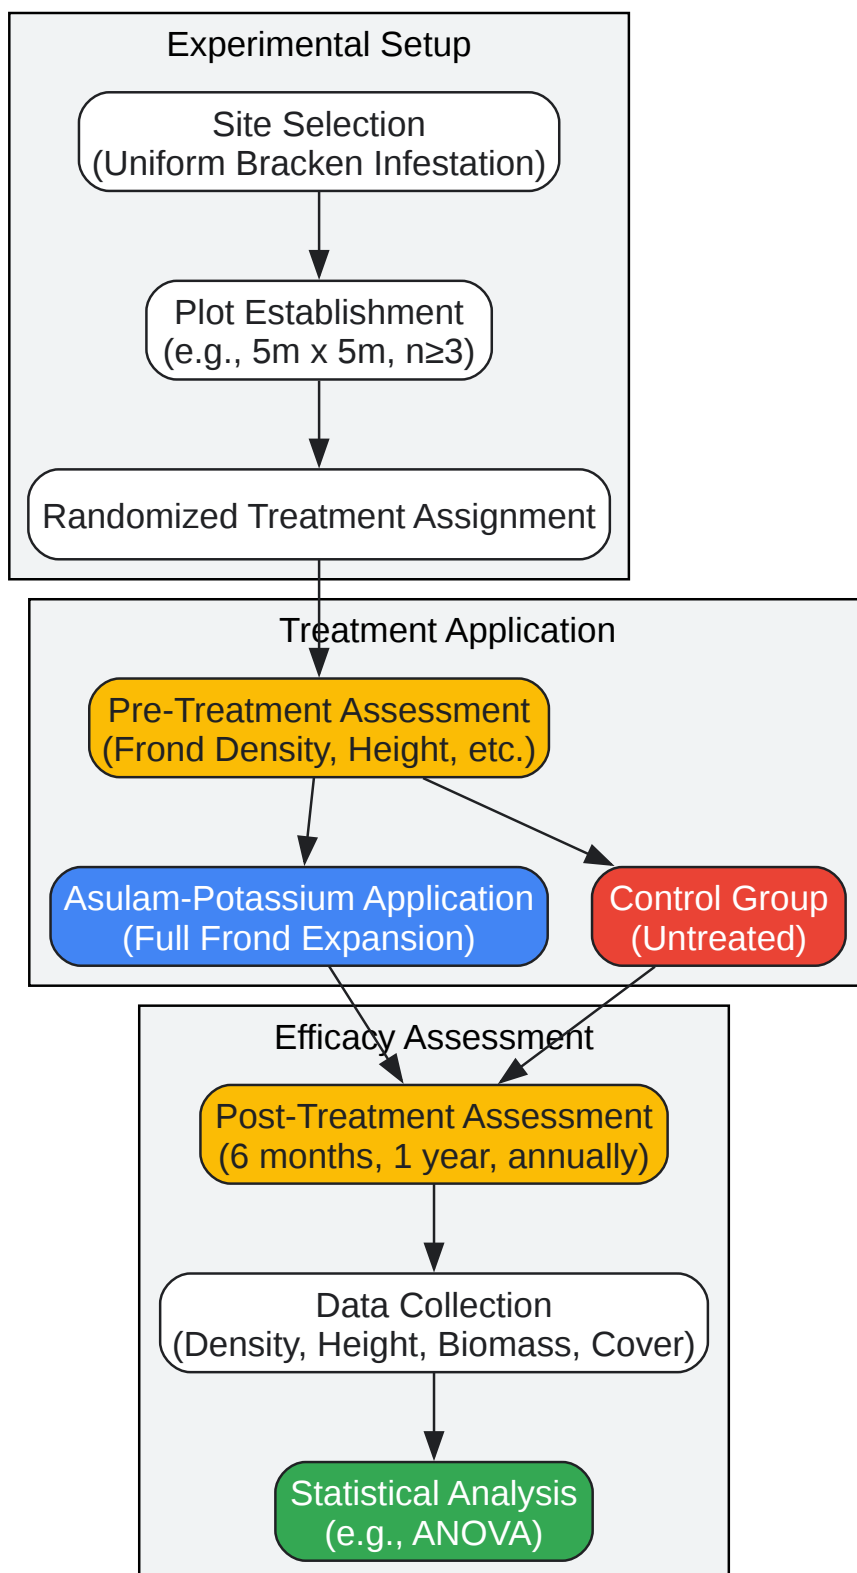 Experimental Setup
Site Selection
(Uniform Bracken Infestation)
Plot Establishment
(e.g., 5m x 5m, n≥3)
Randomized Treatment Assignment
Treatment Application
Pre-Treatment Assessment
(Frond Density, Height, etc.)
Asulam-Potassium Application
(Full Frond Expansion)
Control Group
(Untreated)
Efficacy Assessment
Post-Treatment Assessment
(6 months, 1 year, annually)
Data Collection
(Density, Height, Biomass, Cover)
Statistical Analysis
(e.g., ANOVA)